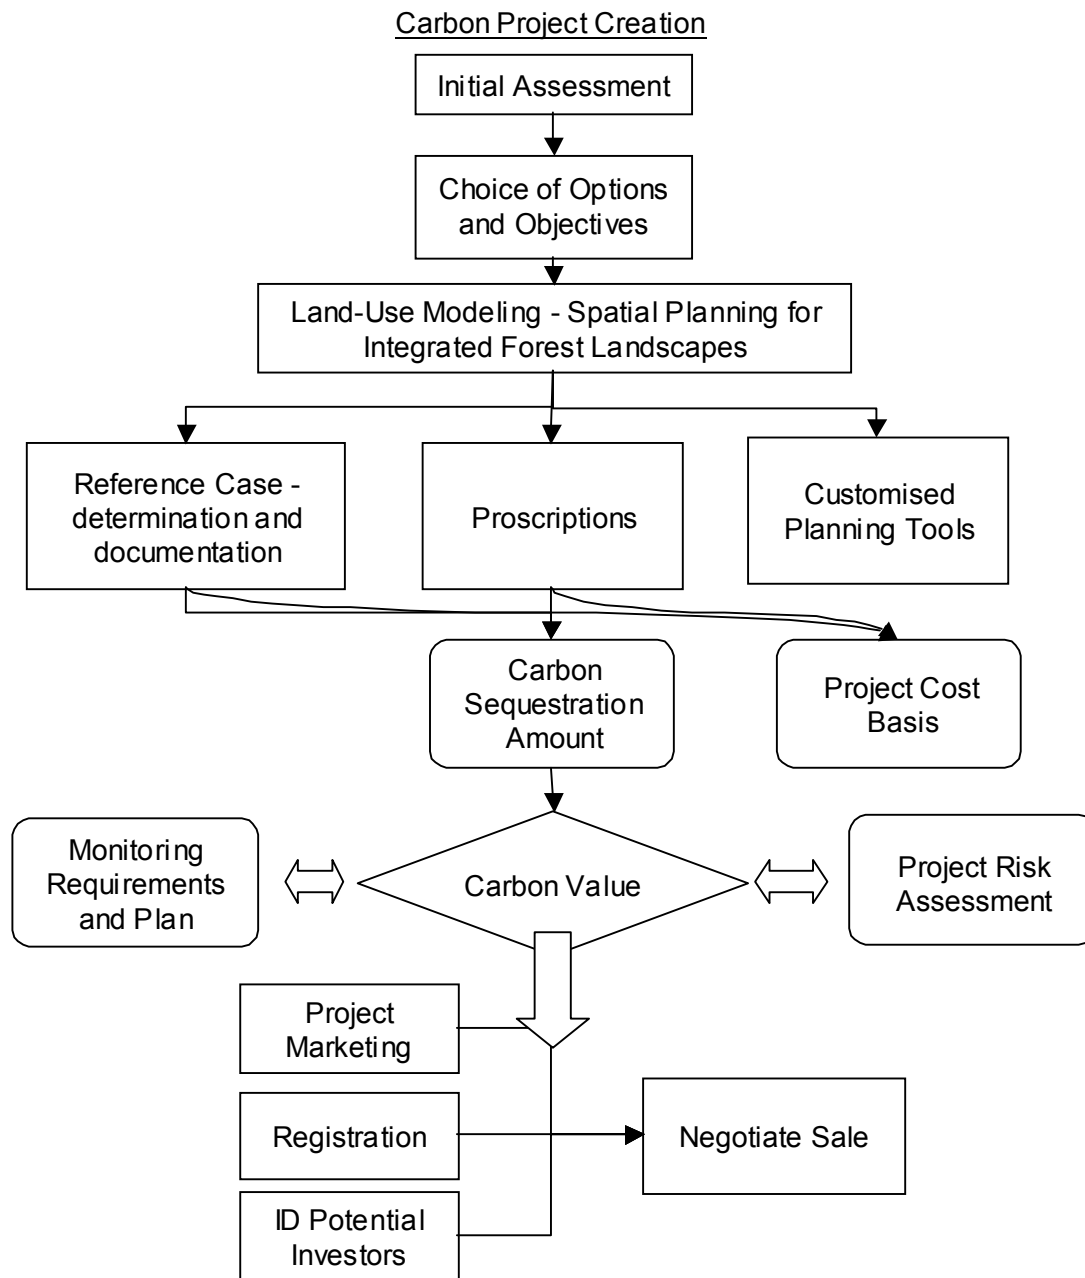 Carbon Project Creation
Initial Assessment
Choice of Options
and Objectives
Land-Use Modeling - Spatial Planning for
Integrated Forest Landscapes
Reference Case -
determination and
documentation
Proscriptions
Customised
Planning Tools
Carbon
Sequestration
Amount
Project Cost
Basis
Monitoring
Requirements
and Plan
Carbon Value
Project Risk
Assessment
Project
Marketing
Registration
Negotiate Sale
ID Potential
Investors